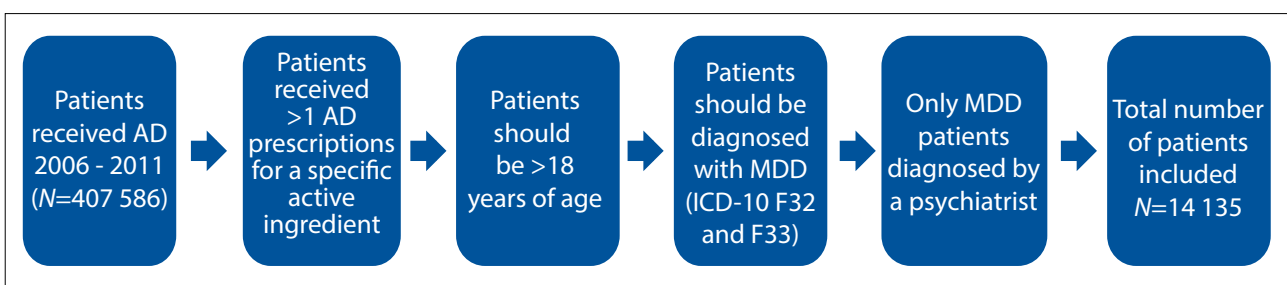 Patients
received AD
2006 - 2011
(N=407 586)
Patients
received
>1 AD
prescriptions
for a specific
active
ingredient
Patients
should
be >18
years of age
Patients
should be
diagnosed
with MDD
(ICD-10 F32
and F33)
Only MDD
patients
diagnosed by
a psychiatrist
Total number
of patients
included
N=14 135